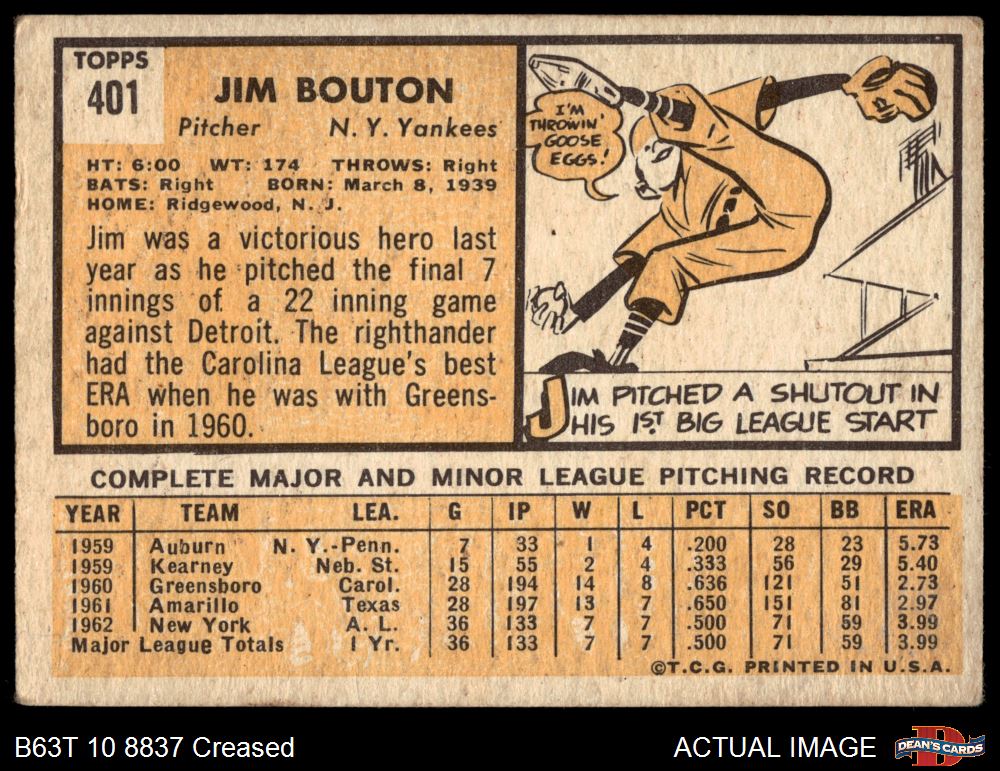 TOPPS
401
JIM BOUTON
Pitcher N. Y. Yankees
HT: 6:00 WT: 174 THROWS: Right
BATS: Right BORN: March 8, 1939
HOME: Ridgewood, N. J.
Jim was a victorious hero last
year as he pitched the final 7
innings of a 22 inning game
against Detroit. The righthander
had the Carolina League's best
ERA when he was with Greens-
boro in 1960.
I'M
THROWIN'
GOOSE
EGGS!
JIM PITCHED A SHUTOUT IN
HIS 1ST BIG LEAGUE START
COMPLETE MAJOR AND MINOR LEAGUE PITCHING RECORD
YEAR TEAM LEA. G IP W L PCT SO BB ERA
1959 Auburn N. Y.-Penn. 7 33 1 4 .200 28 23 5.73
1959 Kearney Neb. St. 15 55 2 4 .333 56 29 5.40
1960 Greensboro Carol. 28 194 14 8 .636 121 51 2.73
1961 Amarillo Texas 28 197 13 7 .650 151 81 2.97
1962 New York A. L. 36 133 7 7 .500 71 59 3.99
Major League Totals 1 Yr. 36 133 7 7 .500 71 59 3.99
©T.C.G. PRINTED IN U.S.A.
B63T 10 8837 Creased
ACTUAL IMAGE
DEAN'S CARDS